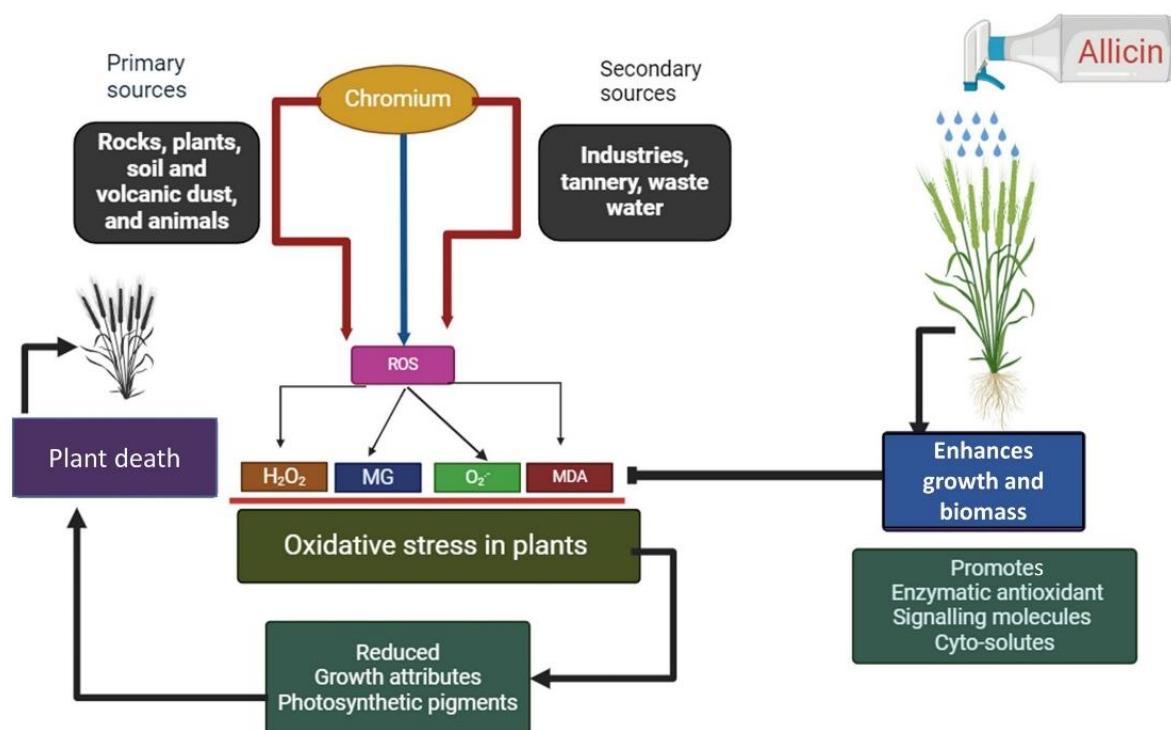 Primary
sources
Chromium
Secondary
sources
Allicin
Rocks, plants,
soil and
volcanic dust,
and animals
Industries,
tannery, waste
water
ROS
Plant death
H₂O₂
MG
O₂·⁻
MDA
Enhances
growth and
biomass
Oxidative stress in plants
Promotes
Enzymatic antioxidant
Signalling molecules
Cyto-solutes
Reduced
Growth attributes
Photosynthetic pigments